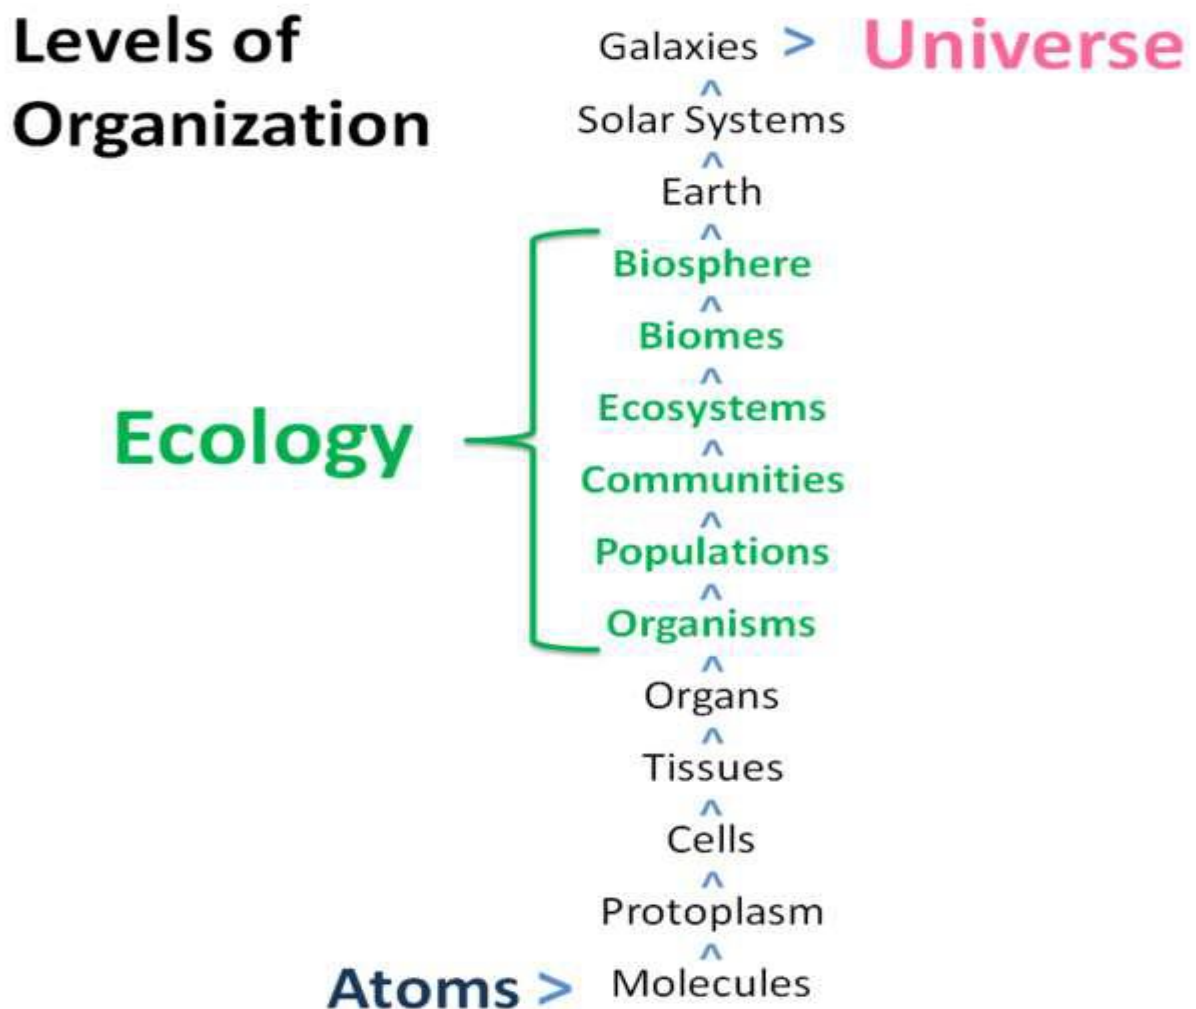 Levels of
Organization
Galaxies > Universe
^
Solar Systems
^
Earth
^
Biosphere
^
Biomes
^
Ecosystems
^
Ecology
Communities
^
Populations
^
Organisms
^
Organs
^
Tissues
^
Cells
^
Protoplasm
^
Atoms > Molecules